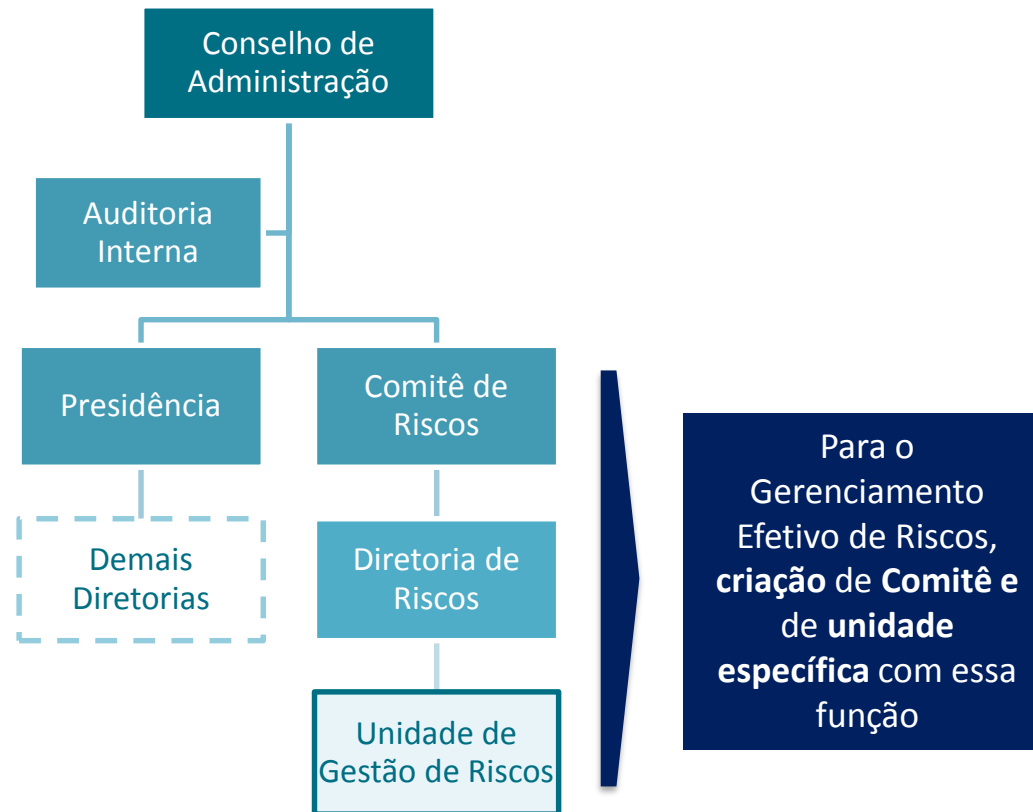 Conselho de
Administração
Auditoria
Interna
Presidência
Comitê de
Riscos
Demais
Diretorias
Diretoria de
Riscos
Unidade de
Gestão de Riscos
Para o
Gerenciamento
Efetivo de Riscos,
criação de Comitê e
de unidade
específica com essa
função